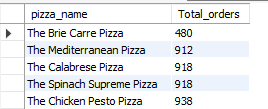 pizza_name Total_orders
The Brie Carre Pizza 480
The Mediterranean Pizza 912
The Calabrese Pizza 918
The Spinach Supreme Pizza 918
The Chicken Pesto Pizza 938